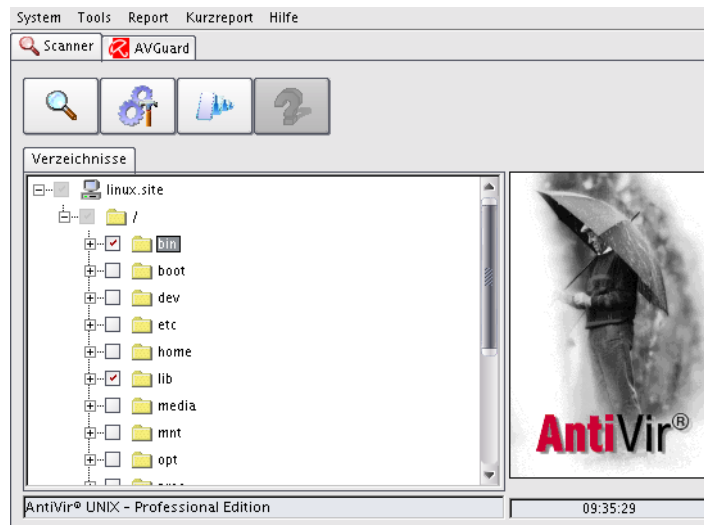 System Tools Report Kurzreport Hilfe
Scanner AVGuard
Verzeichnisse
linux.site
/
bin
boot
dev
etc
home
lib
media
mnt
opt
AntiVir®
AntiVir® UNIX - Professional Edition
09:35:29